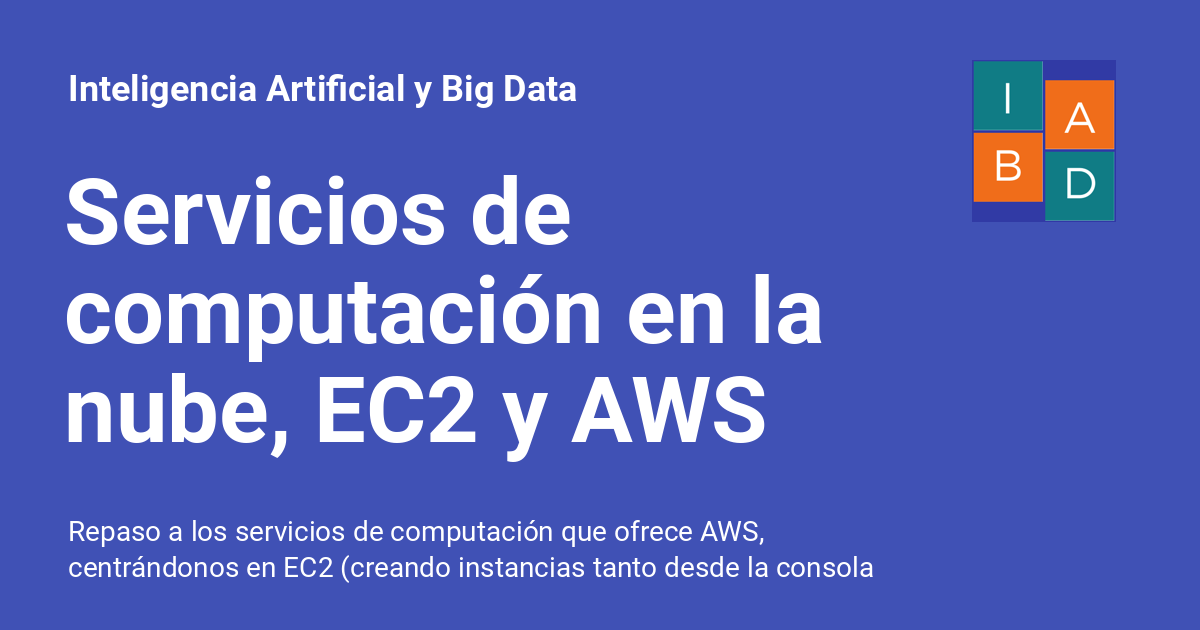 Inteligencia Artificial y Big Data
I
A
B
D
Servicios de
computación en la
nube, EC2 y AWS
Repaso a los servicios de computación que ofrece AWS,
centrándonos en EC2 (creando instancias tanto desde la consola